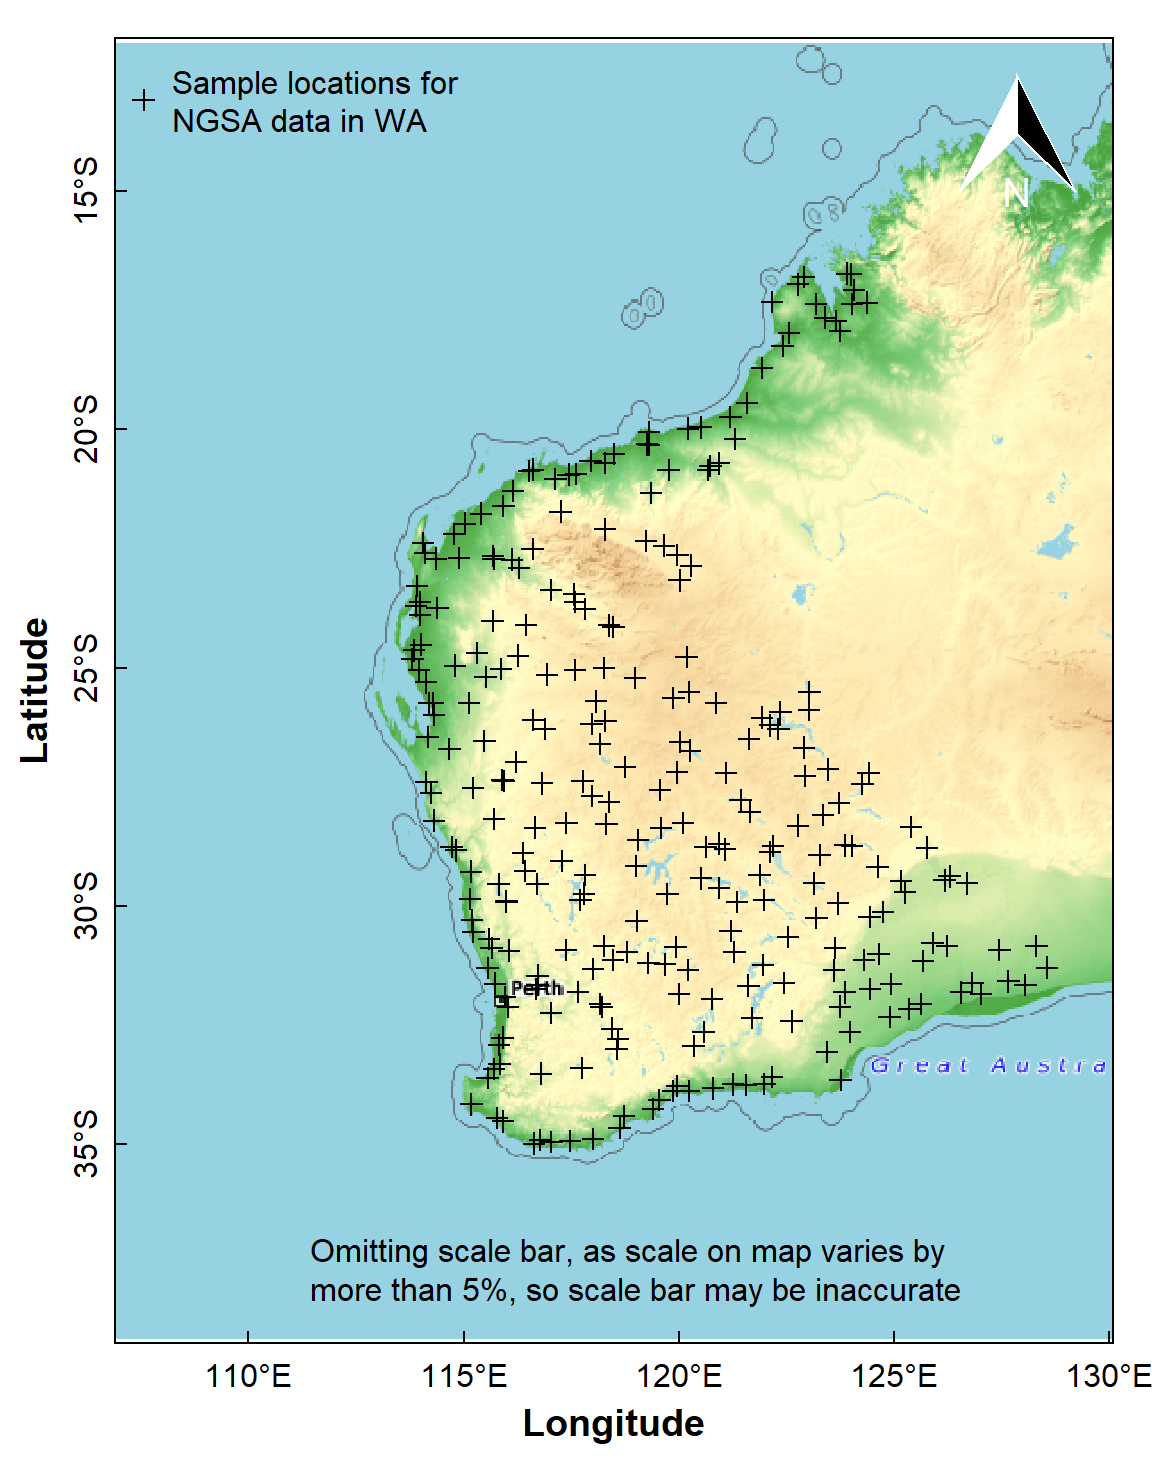 Sample locations for
NGSA data in WA
N
15°S
20°S
25°S
30°S
35°S
Latitude
Perth
Great Austra
Omitting scale bar, as scale on map varies by
more than 5%, so scale bar may be inaccurate
110°E
115°E
120°E
125°E
130°E
Longitude